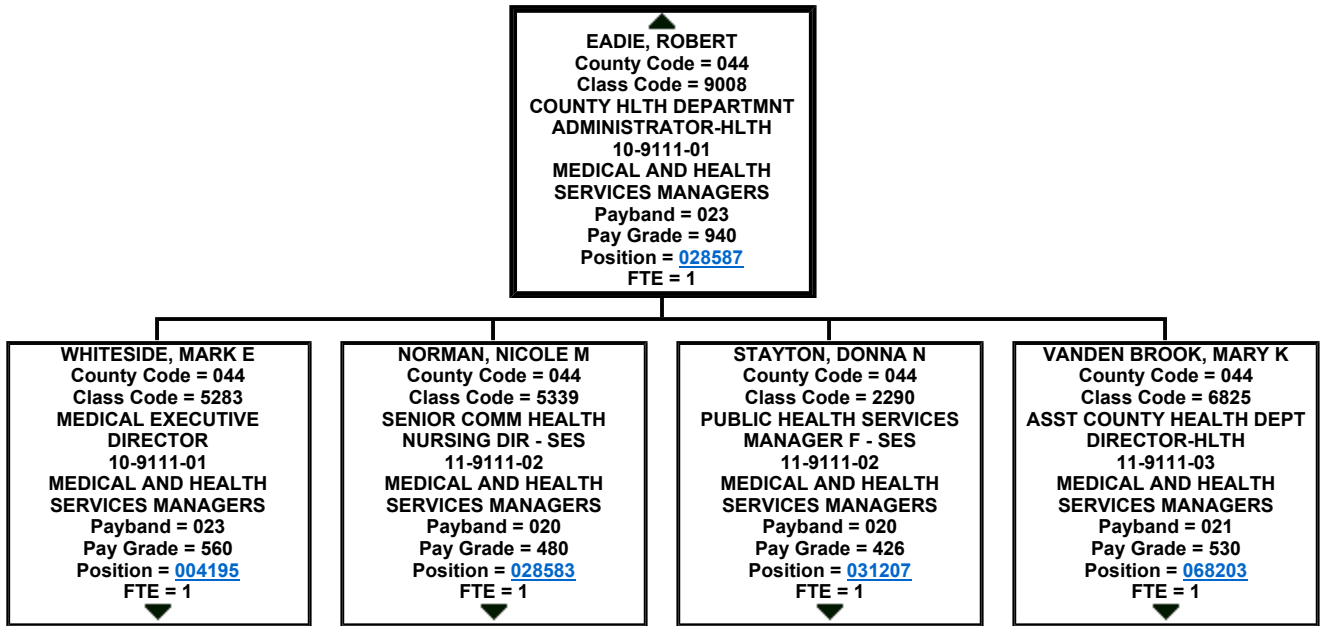 EADIE, ROBERT
County Code = 044
Class Code = 9008
COUNTY HLTH DEPARTMNT
ADMINISTRATOR-HLTH
10-9111-01
MEDICAL AND HEALTH
SERVICES MANAGERS
Payband = 023
Pay Grade = 940
Position = 028587
FTE = 1
WHITESIDE, MARK E
County Code = 044
Class Code = 5283
MEDICAL EXECUTIVE
DIRECTOR
10-9111-01
MEDICAL AND HEALTH
SERVICES MANAGERS
Payband = 023
Pay Grade = 560
Position = 004195
FTE = 1
NORMAN, NICOLE M
County Code = 044
Class Code = 5339
SENIOR COMM HEALTH
NURSING DIR - SES
11-9111-02
MEDICAL AND HEALTH
SERVICES MANAGERS
Payband = 020
Pay Grade = 480
Position = 028583
FTE = 1
STAYTON, DONNA N
County Code = 044
Class Code = 2290
PUBLIC HEALTH SERVICES
MANAGER F - SES
11-9111-02
MEDICAL AND HEALTH
SERVICES MANAGERS
Payband = 020
Pay Grade = 426
Position = 031207
FTE = 1
VANDEN BROOK, MARY K
County Code = 044
Class Code = 6825
ASST COUNTY HEALTH DEPT
DIRECTOR-HLTH
11-9111-03
MEDICAL AND HEALTH
SERVICES MANAGERS
Payband = 021
Pay Grade = 530
Position = 068203
FTE = 1